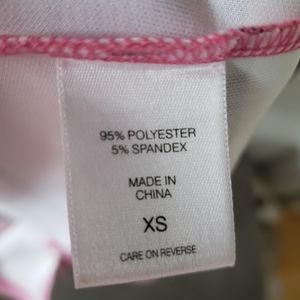 95% POLYESTER
5% SPANDEX
MADE IN
CHINA
XS
CARE ON REVERSE